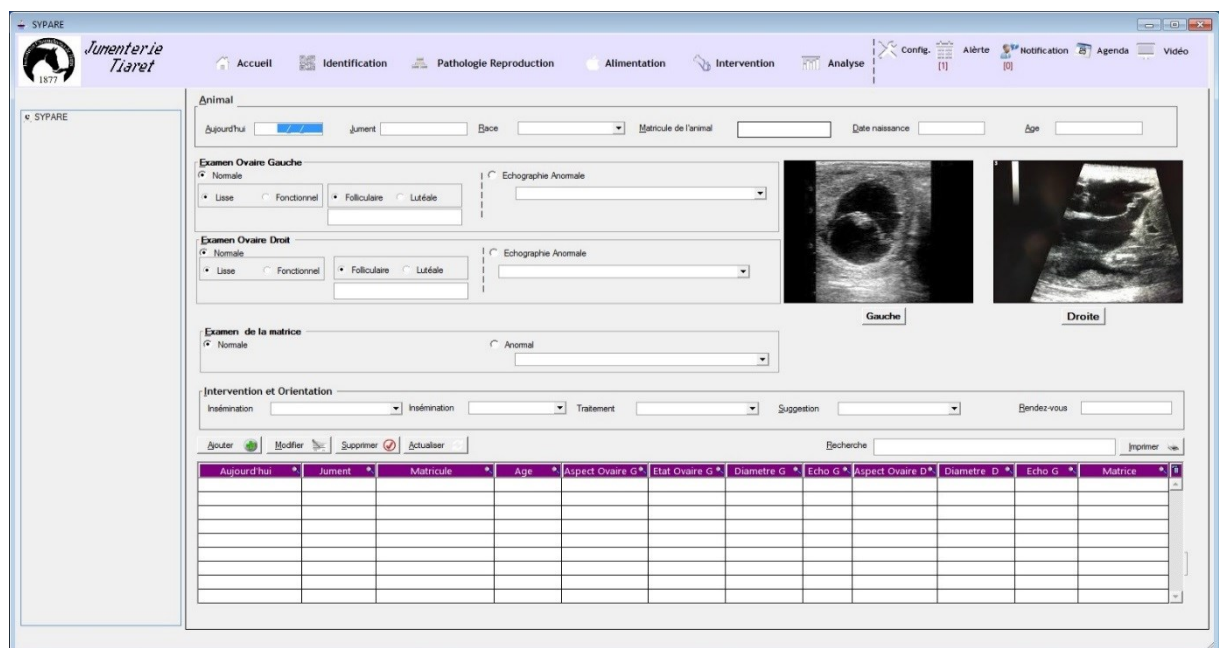 SYPARE
Jumenterie
Tiaret
1877
Accueil Identification Pathologie Reproduction Alimentation Intervention Analyse Config. Alèrte Notification Agenda Vidéo
[1] [0]
SYPARE
Animal
Aujourd'hui / / Jument Race Matricule de l'animal Date naissance Age
Examen Ovaire Gauche
Normale Echographie Anormale
Lisse Fonctionnel Folliculaire Lutéale
Examen Ovaire Droit
Normale Echographie Anormale
Lisse Fonctionnel Folliculaire Lutéale
Gauche Droite
Examen de la matrice
Normale Anormal
Intervention et Orientation
Insémination Insémination Traitement Suggestion Rendez-vous
Ajouter Modifier Supprimer Actualiser Recherche Imprimer
Aujourd'hui Jument Matricule Age Aspect Ovaire G Etat Ovaire G Diametre G Echo G Aspect Ovaire D Diametre D Echo G Matrice